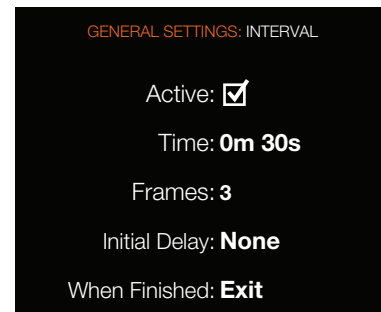 GENERAL SETTINGS: INTERVAL
Active:
Time: 0m 30s
Frames: 3
Initial Delay: None
When Finished: Exit